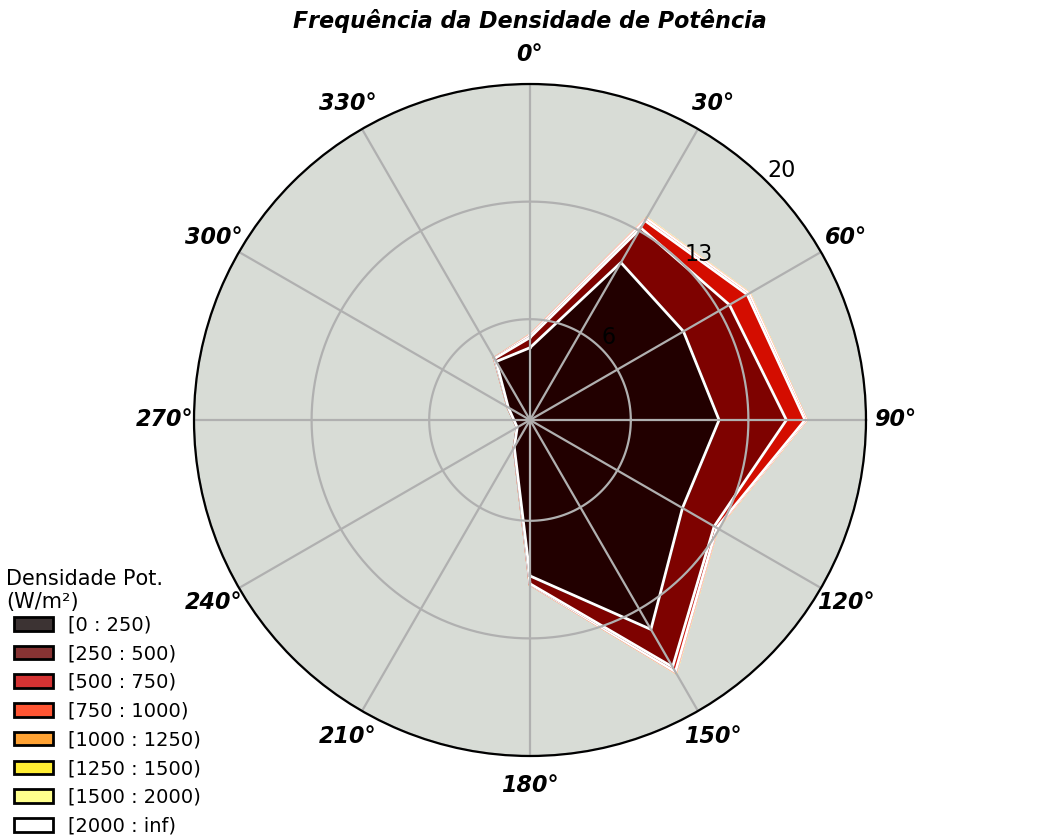 Frequência da Densidade de Potência
0°
30°
60°
90°
120°
150°
180°
210°
240°
270°
300°
330°
6
13
20
Densidade Pot.
(W/m²)
[0 : 250)
[250 : 500)
[500 : 750)
[750 : 1000)
[1000 : 1250)
[1250 : 1500)
[1500 : 2000)
[2000 : inf)